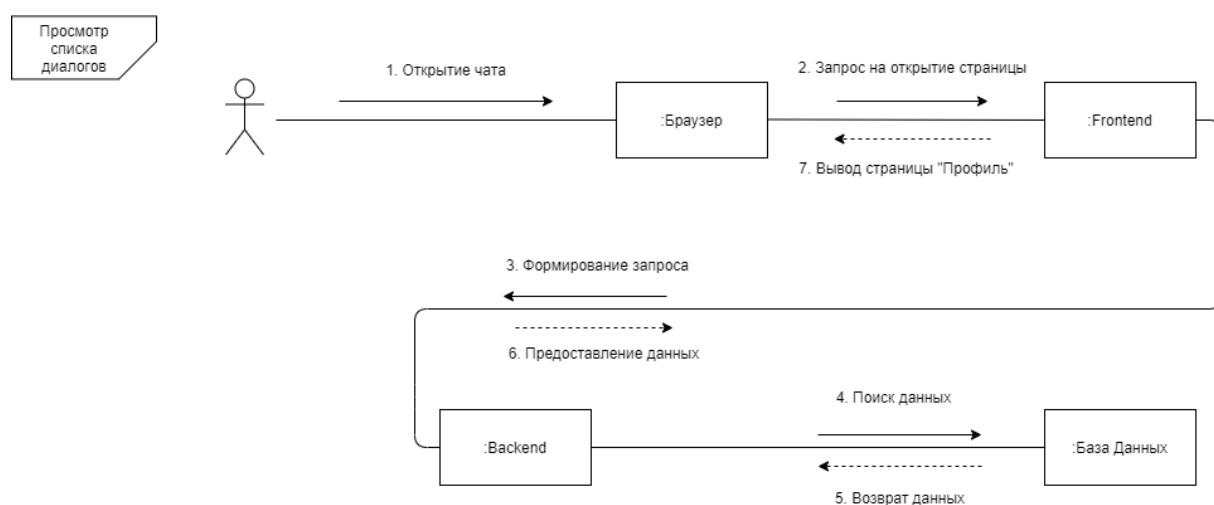 Просмотр
списка
диалогов
1. Открытие чата
2. Запрос на открытие страницы
:Браузер
:Frontend
7. Вывод страницы "Профиль"
3. Формирование запроса
6. Предоставление данных
4. Поиск данных
:Backend
:База Данных
5. Возврат данных